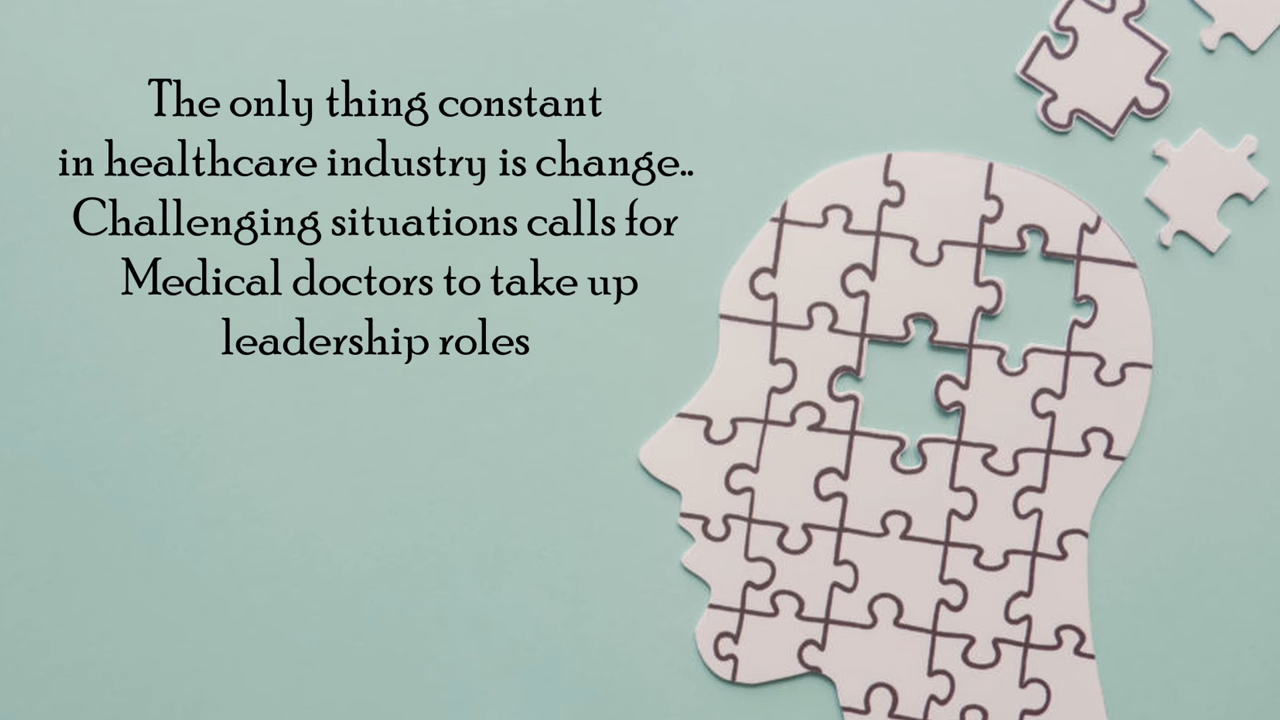 The only thing constant
in healthcare industry is change..
Challenging situations calls for
Medical doctors to take up
leadership roles